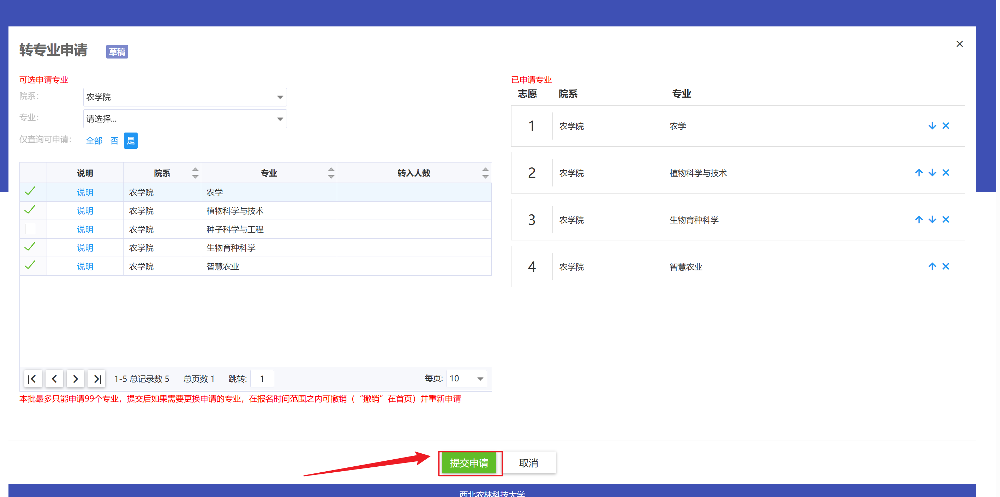 转专业申请 草稿
可选申请专业
院系： 农学院
专业： 请选择...
仅查询可申请： 全部 否 是
说明 院系 专业 转入人数
说明 农学院 农学
说明 农学院 植物科学与技术
说明 农学院 种子科学与工程
说明 农学院 生物育种科学
说明 农学院 智慧农业
1-5 总记录数 5 总页数 1 跳转: 1 每页: 10
本批最多只能申请99个专业，提交后如果需要更换申请的专业，在报名时间范围之内可撤销（“撤销”在首页）并重新申请
已申请专业
志愿 院系 专业
1 农学院 农学
2 农学院 植物科学与技术
3 农学院 生物育种科学
4 农学院 智慧农业
提交申请 取消
西北农林科技大学